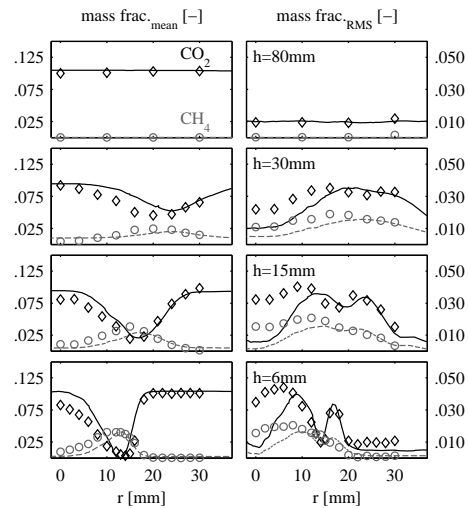 mass frac.mean [–] mass frac.RMS [–]
.125 CO2 h=80mm .050
.075 .030
.025 CH4 .010
.125 h=30mm .050
.075 .030
.025 .010
.125 h=15mm .050
.075 .030
.025 .010
.125 h=6mm .050
.075 .030
.025 .010
0 10 20 30 0 10 20 30
r [mm] r [mm]